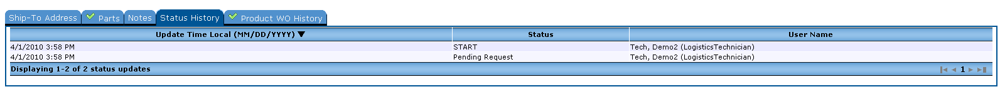 Ship-To Address Parts Notes Status History Product WO History
Update Time Local (MM/DD/YYYY) ▼ Status User Name
4/1/2010 3:58 PM START Tech, Demo2 (LogisticsTechnician)
4/1/2010 3:58 PM Pending Request Tech, Demo2 (LogisticsTechnician)
Displaying 1-2 of 2 status updates 1